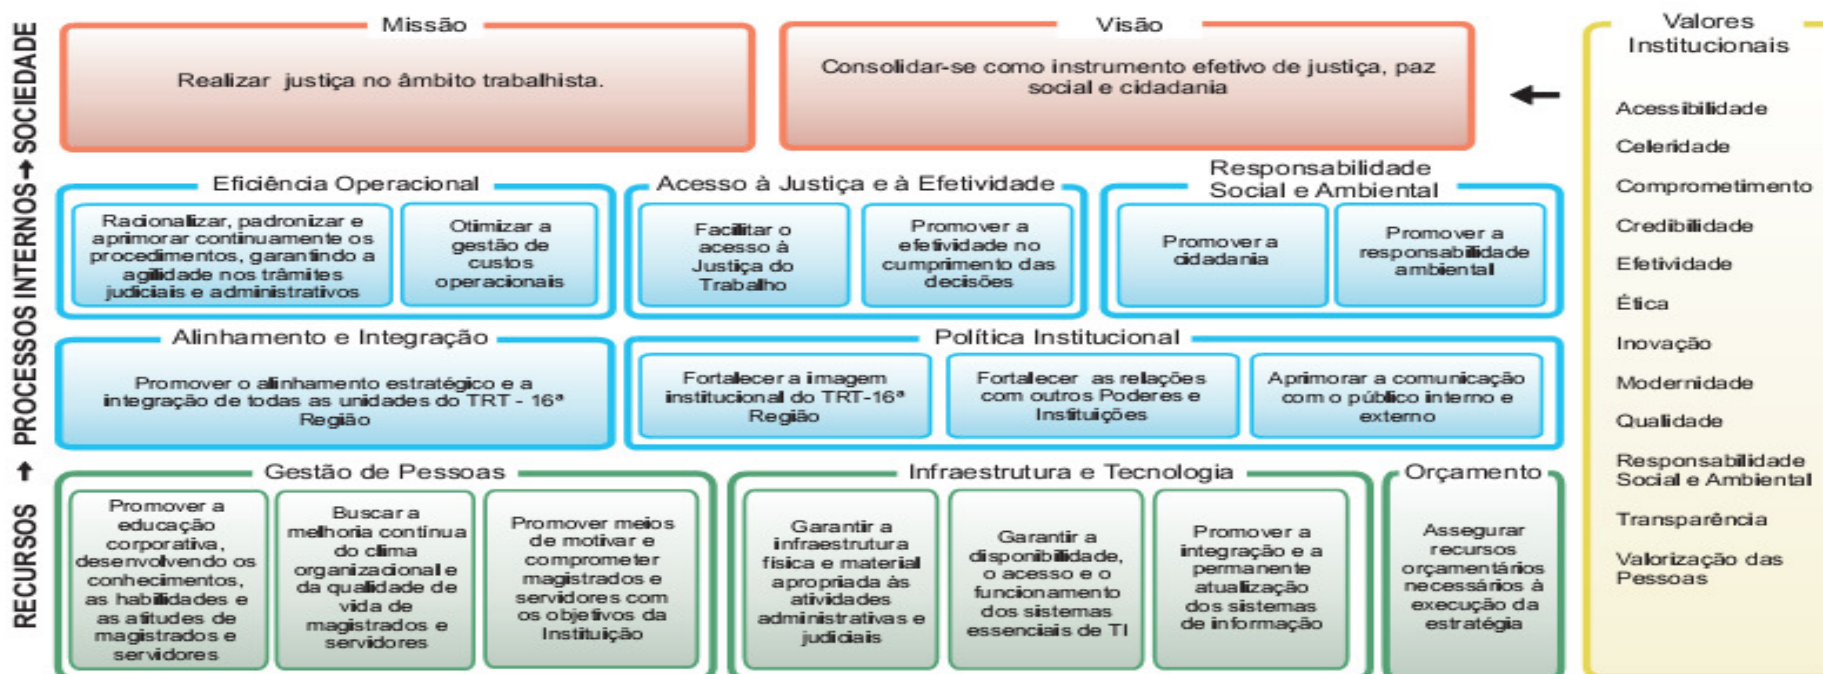 SOCIEDADE
Missão
Realizar justiça no âmbito trabalhista.
Visão
Consolidar-se como instrumento efetivo de justiça, paz
social e cidadania
PROCESSOS INTERNOS
Eficiência Operacional
Racionalizar, padronizar e
aprimorar continuamente os
procedimentos, garantindo a
agilidade nos trâmites
judiciais e administrativos
Otimizar a
gestão de
custos
operacionais
Acesso à Justiça e à Efetividade
Facilitar o
acesso à
Justiça do
Trabalho
Promover a
efetividade no
cumprimento das
decisões
Responsabilidade
Social e Ambiental
Promover a
cidadania
Promover a
responsabilidade
ambiental
Alinhamento e Integração
Promover o alinhamento estratégico e a
integração de todas as unidades do TRT - 16ª
Região
Política Institucional
Fortalecer a imagem
institucional do TRT-16ª
Região
Fortalecer as relações
com outros Poderes e
Instituições
Aprimorar a comunicação
com o público interno e
externo
RECURSOS
Gestão de Pessoas
Promover a
educação
corporativa,
desenvolvendo os
conhecimentos,
as habilidades e
as atitudes de
magistrados e
servidores
Buscar a
melhoria contínua
do clima
organizacional e
da qualidade de
vida de
magistrados e
servidores
Promover meios
de motivar e
comprometer
magistrados e
servidores com
os objetivos da
Instituição
Infraestrutura e Tecnologia
Garantir a
infraestrutura
física e material
apropriada às
atividades
administrativas e
judiciais
Garantir a
disponibilidade,
o acesso e o
funcionamento
dos sistemas
essenciais de TI
Promover a
integração e a
permanente
atualização
dos sistemas
de informação
Orçamento
Assegurar
recursos
orçamentários
necessários à
execução da
estratégia
Valores
Institucionais
Acessibilidade
Celeridade
Comprometimento
Credibilidade
Efetividade
Ética
Inovação
Modernidade
Qualidade
Responsabilidade
Social e Ambiental
Transparência
Valorização das
Pessoas